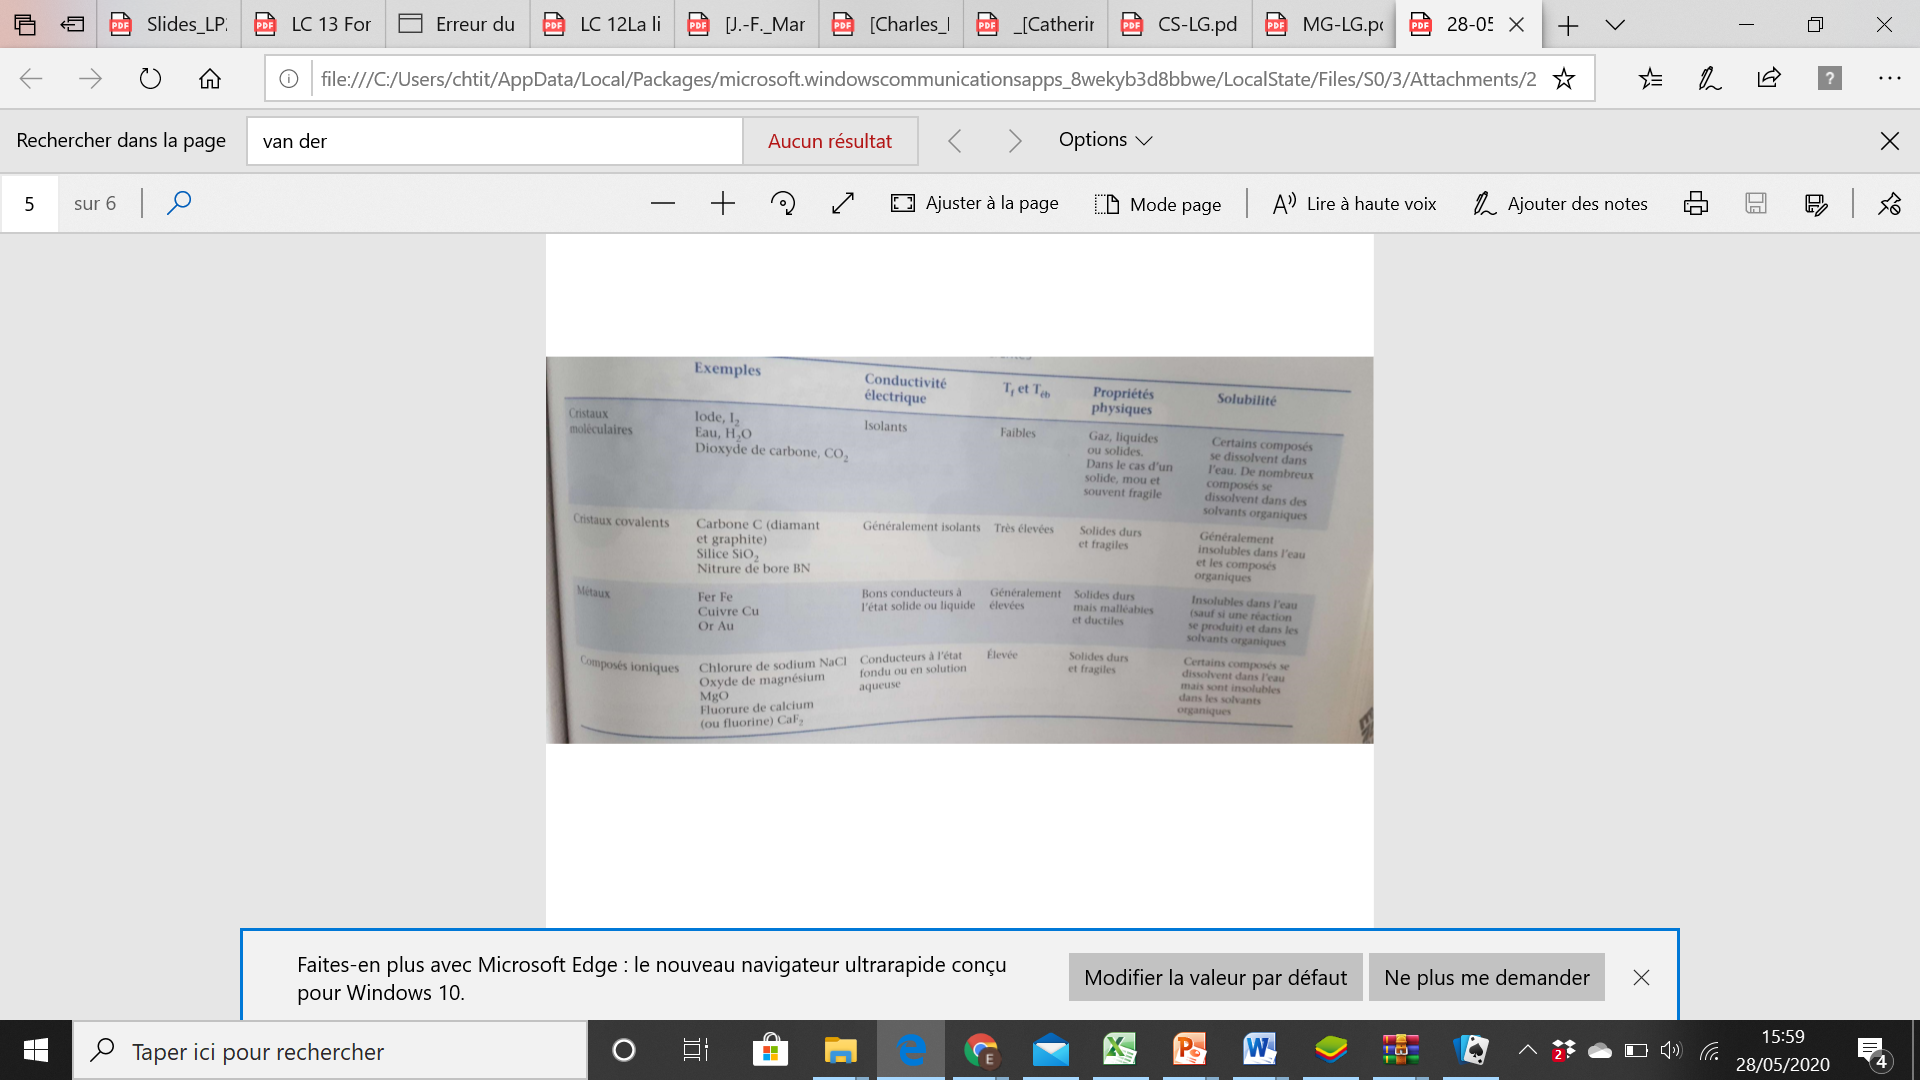 Slides_LP
LC 13 For
Erreur du
LC 12La li
[J.-F._Mar
[Charles_
_[Catherir
CS-LG.pd
MG-LG.p
28-05
file:///C:/Users/chtit/AppData/Local/Packages/microsoft.windowscommunicationsapps_8wekyb3d8bbwe/LocalState/Files/S0/3/Attachments/2
Rechercher dans la page
van der
Aucun résultat
Options
5
sur 6
Ajuster à la page
Mode page
Lire à haute voix
Ajouter des notes
Exemples
Conductivité
électrique
Tf et Téb
Propriétés
physiques
Solubilité
Cristaux
moléculaires
Iode, I2
Eau, H2O
Dioxyde de carbone, CO2
Isolants
Faibles
Gaz, liquides
ou solides.
Dans le cas d'un
solide, mou et
souvent fragile
Certains composés
se dissolvent dans
l'eau. De nombreux
composés se
dissolvent dans des
solvants organiques
Cristaux covalents
Carbone C (diamant
et graphite)
Silice SiO2
Nitrure de bore BN
Généralement isolants
Très élevées
Solides durs
et fragiles
Généralement
insolubles dans l'eau
et les composés
organiques
Métaux
Fer Fe
Cuivre Cu
Or Au
Bons conducteurs à
l'état solide ou liquide
Généralement
élevées
Solides durs
mais malléables
et ductiles
Insolubles dans l'eau
(sauf si une réaction
se produit) et dans les
solvants organiques
Composés ioniques
Chlorure de sodium NaCl
Oxyde de magnésium
MgO
Fluorure de calcium
(ou fluorine) CaF2
Conducteurs à l'état
fondu ou en solution
aqueuse
Élevée
Solides durs
et fragiles
Certains composés se
dissolvent dans l'eau
mais sont insolubles
dans les solvants
organiques
Faites-en plus avec Microsoft Edge : le nouveau navigateur ultrarapide conçu
pour Windows 10.
Modifier la valeur par défaut
Ne plus me demander
Taper ici pour rechercher
15:59
28/05/2020
4